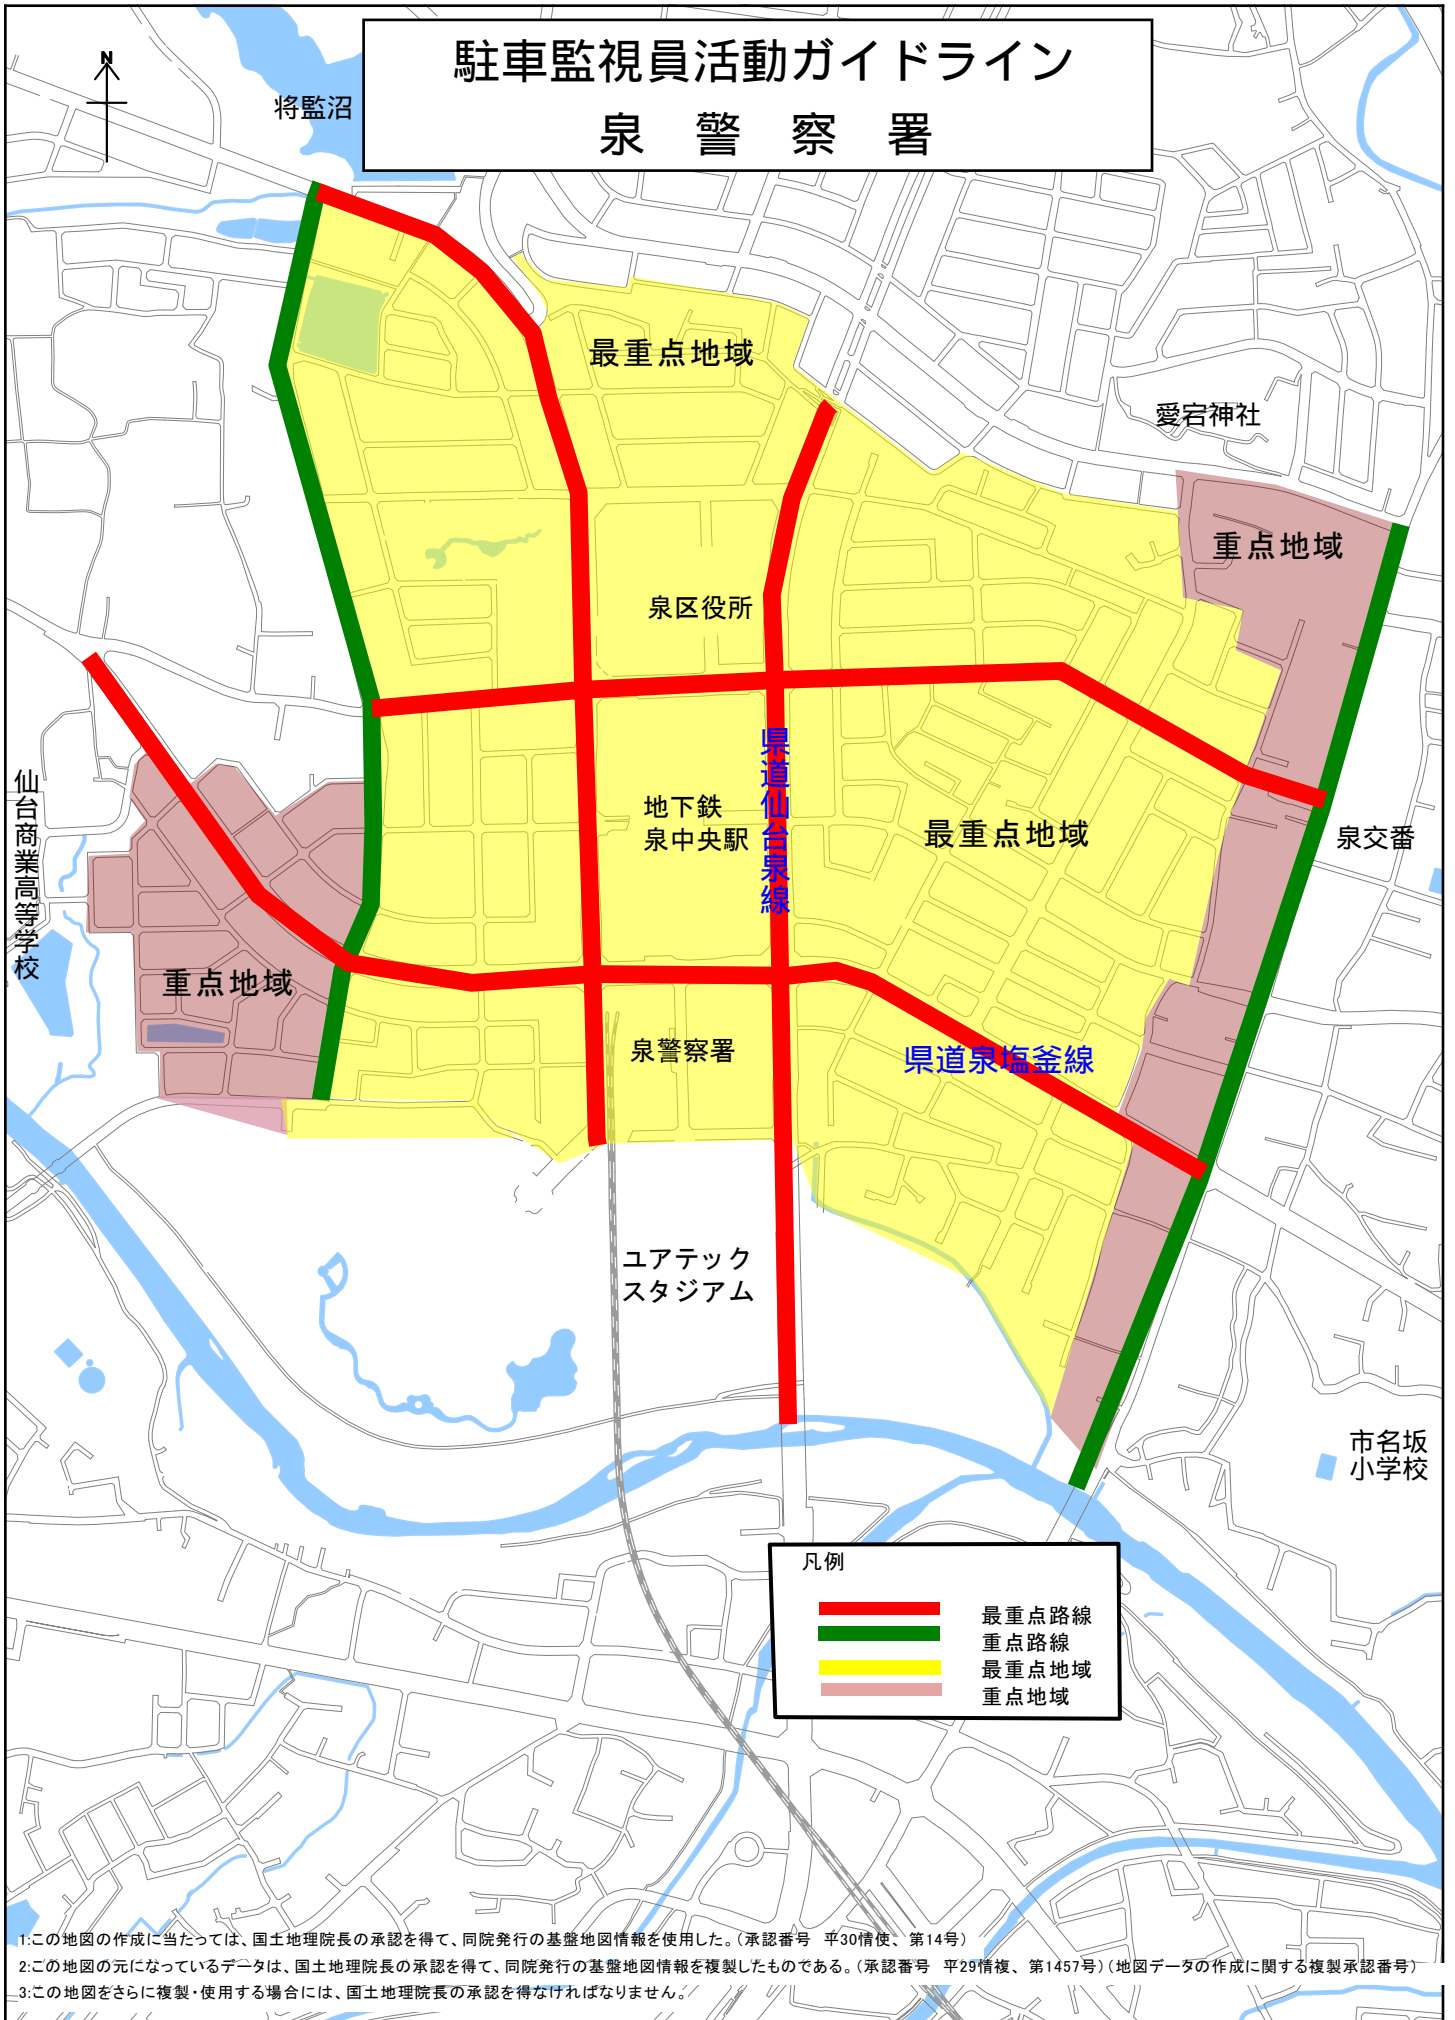 駐車監視員活動ガイドライン
泉　警　察　署
N
将監沼
最重点地域
愛宕神社
重点地域
泉区役所
県道仙台泉線
仙台商業高等学校
地下鉄
泉中央駅
最重点地域
泉交番
重点地域
泉警察署
県道泉塩釜線
ユアテック
スタジアム
市名坂
小学校
凡例
最重点路線
重点路線
最重点地域
重点地域
1:この地図の作成に当たっては、国土地理院長の承認を得て、同院発行の基盤地図情報を使用した。(承認番号　平30情使、第14号)
2:この地図の元になっているデータは、国土地理院長の承認を得て、同院発行の基盤地図情報を複製したものである。(承認番号　平29情複、第1457号)(地図データの作成に関する複製承認番号)
3:この地図をさらに複製・使用する場合には、国土地理院長の承認を得なければなりません。